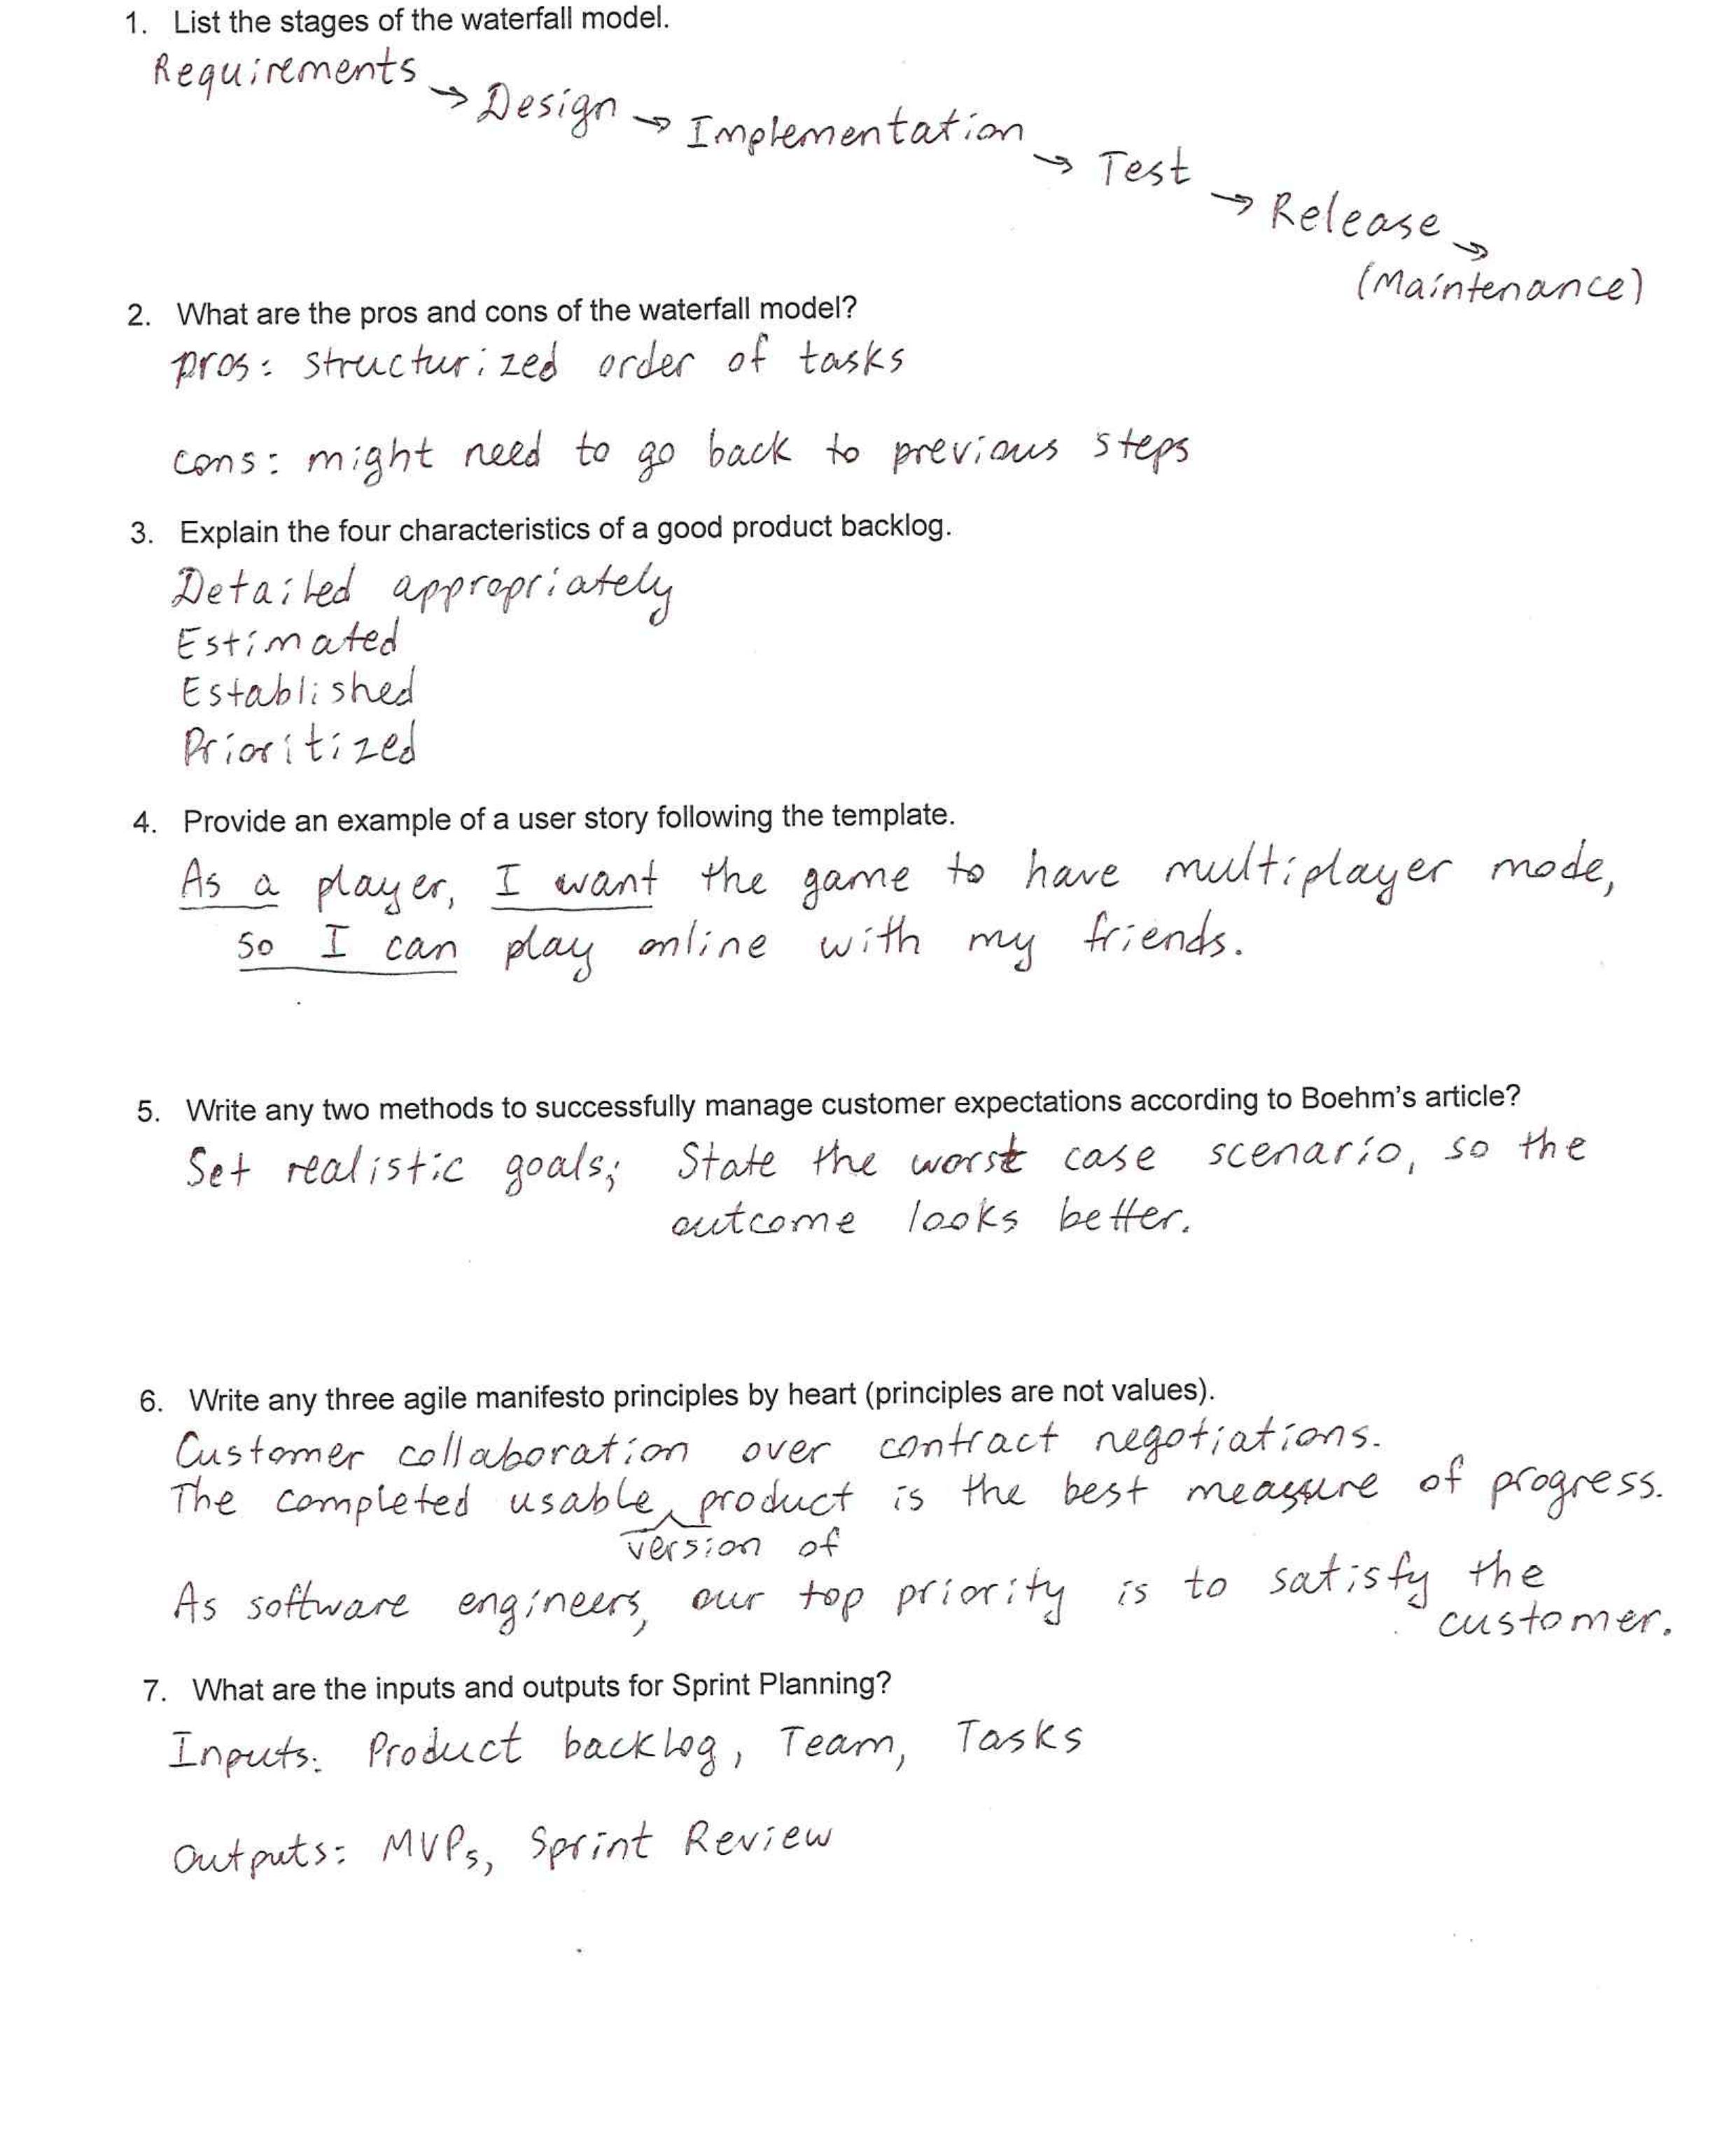 1. List the stages of the waterfall model.
Requirements → Design → Implementation → Test → Release →
(Maintenance)
2. What are the pros and cons of the waterfall model?
pros: structurized order of tasks
cons: might need to go back to previous steps
3. Explain the four characteristics of a good product backlog.
Detailed appropriately
Estimated
Established
Prioritized
4. Provide an example of a user story following the template.
As a player, I want the game to have multiplayer mode,
so I can play online with my friends.
5. Write any two methods to successfully manage customer expectations according to Boehm's article?
Set realistic goals; State the worst case scenario, so the
outcome looks better.
6. Write any three agile manifesto principles by heart (principles are not values).
Customer collaboration over contract negotiations.
The completed usable product is the best measure of progress.
version of
As software engineers, our top priority is to satisfy the
customer.
7. What are the inputs and outputs for Sprint Planning?
Inputs: Product backlog, Team, Tasks
Outputs: MVPs, Sprint Review